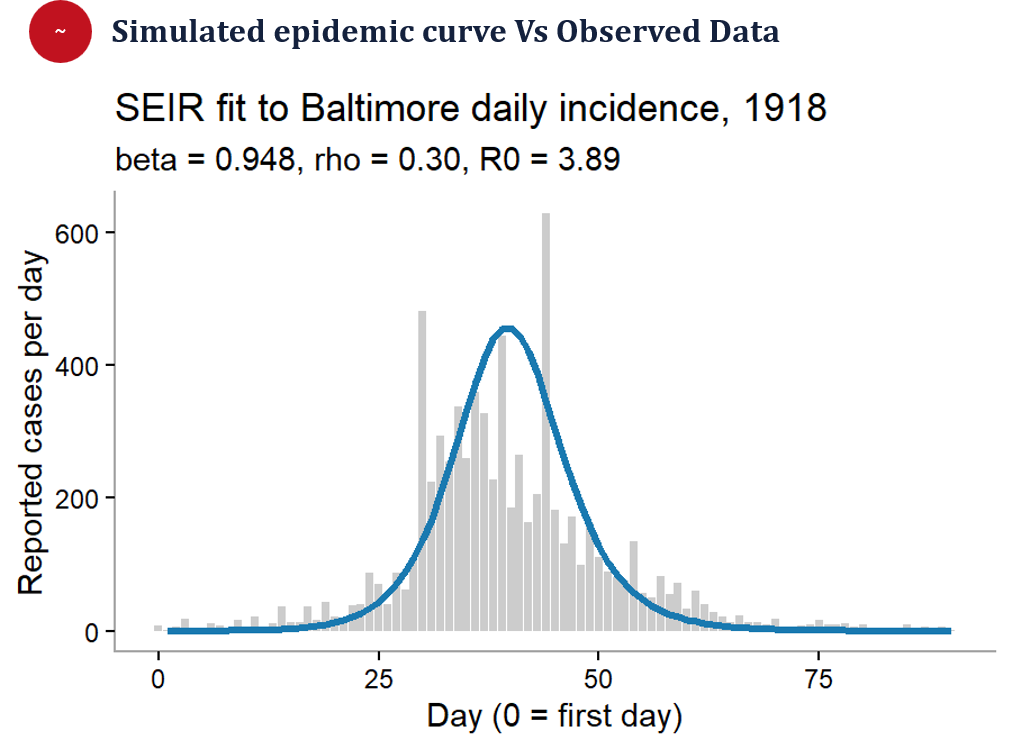 ~
Simulated epidemic curve Vs Observed Data
SEIR fit to Baltimore daily incidence, 1918
beta = 0.948, rho = 0.30, R0 = 3.89
Reported cases per day
600
400
200
0
0 25 50 75
Day (0 = first day)